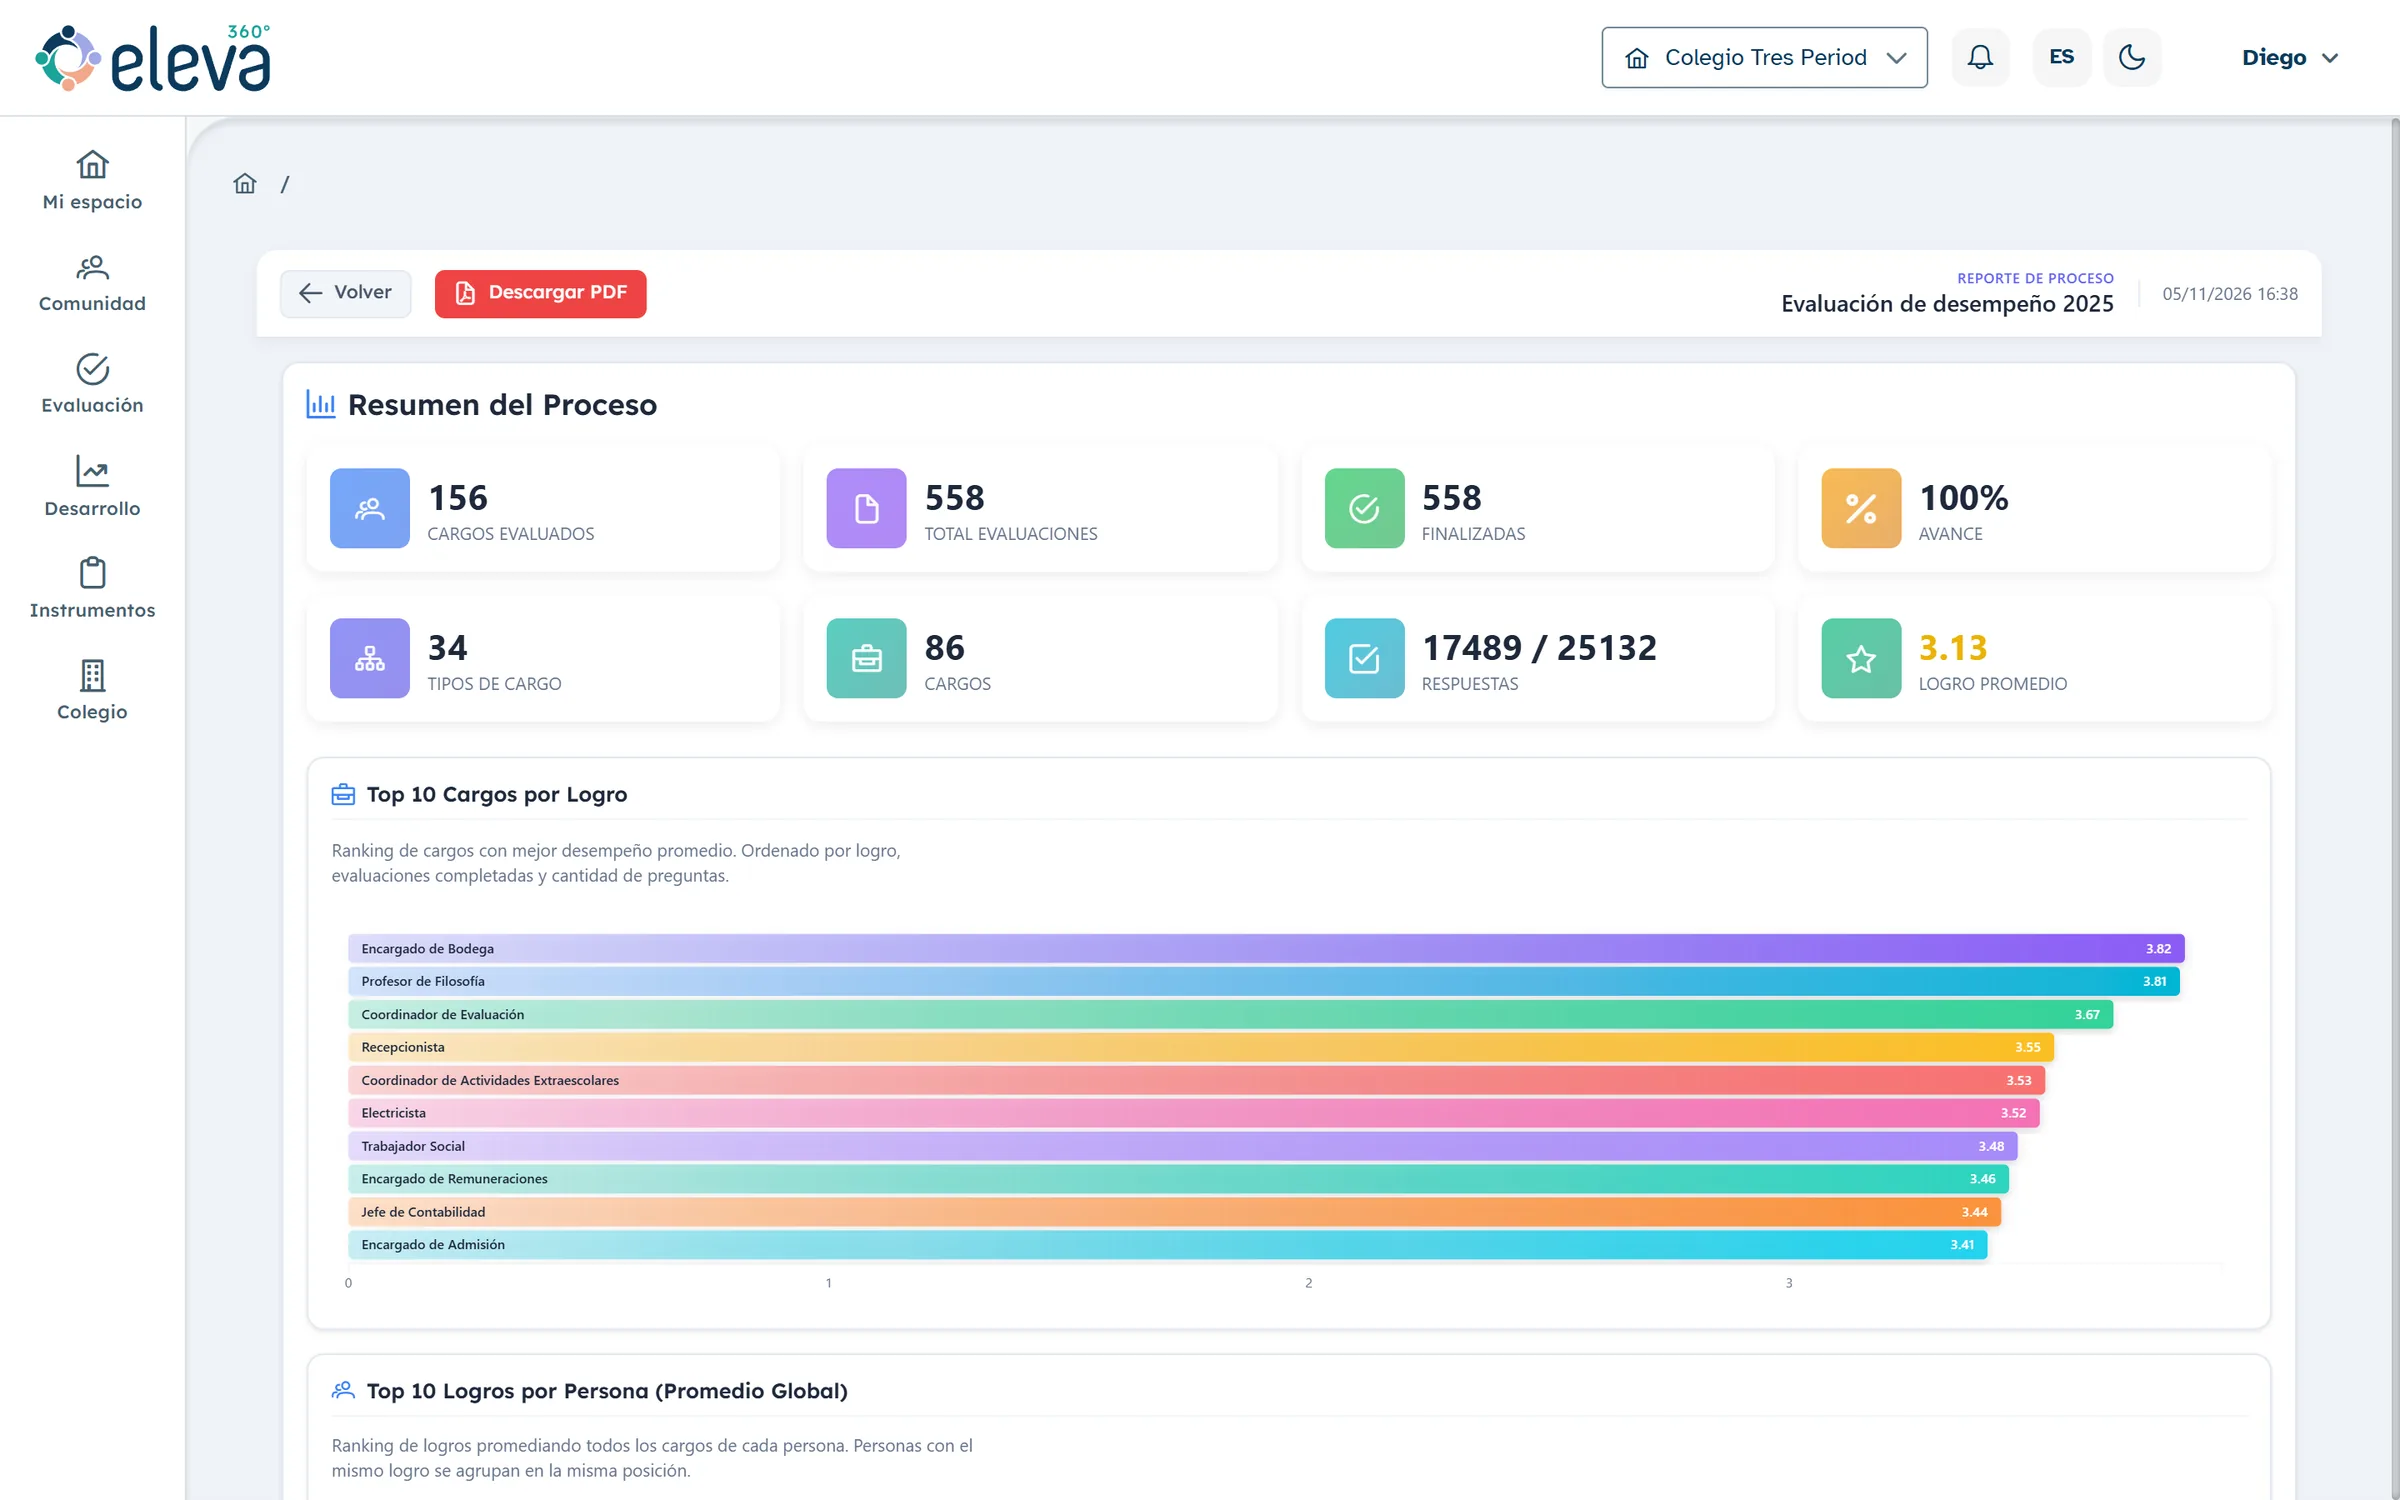 eleva 360°
Colegio Tres Period
ES
Diego
Mi espacio
Comunidad
Evaluación
Desarrollo
Instrumentos
Colegio
/
Volver
Descargar PDF
REPORTE DE PROCESO
Evaluación de desempeño 2025
05/11/2026 16:38
Resumen del Proceso
156
CARGOS EVALUADOS
558
TOTAL EVALUACIONES
558
FINALIZADAS
100%
AVANCE
34
TIPOS DE CARGO
86
CARGOS
17489 / 25132
RESPUESTAS
3.13
LOGRO PROMEDIO
Top 10 Cargos por Logro
Ranking de cargos con mejor desempeño promedio. Ordenado por logro,
evaluaciones completadas y cantidad de preguntas.
Encargado de Bodega 3.82
Profesor de Filosofía 3.81
Coordinador de Evaluación 3.67
Recepcionista 3.55
Coordinador de Actividades Extraescolares 3.53
Electricista 3.52
Trabajador Social 3.48
Encargado de Remuneraciones 3.46
Jefe de Contabilidad 3.44
Encargado de Admisión 3.41
0 1 2 3
Top 10 Logros por Persona (Promedio Global)
Ranking de logros promediando todos los cargos de cada persona. Personas con el
mismo logro se agrupan en la misma posición.